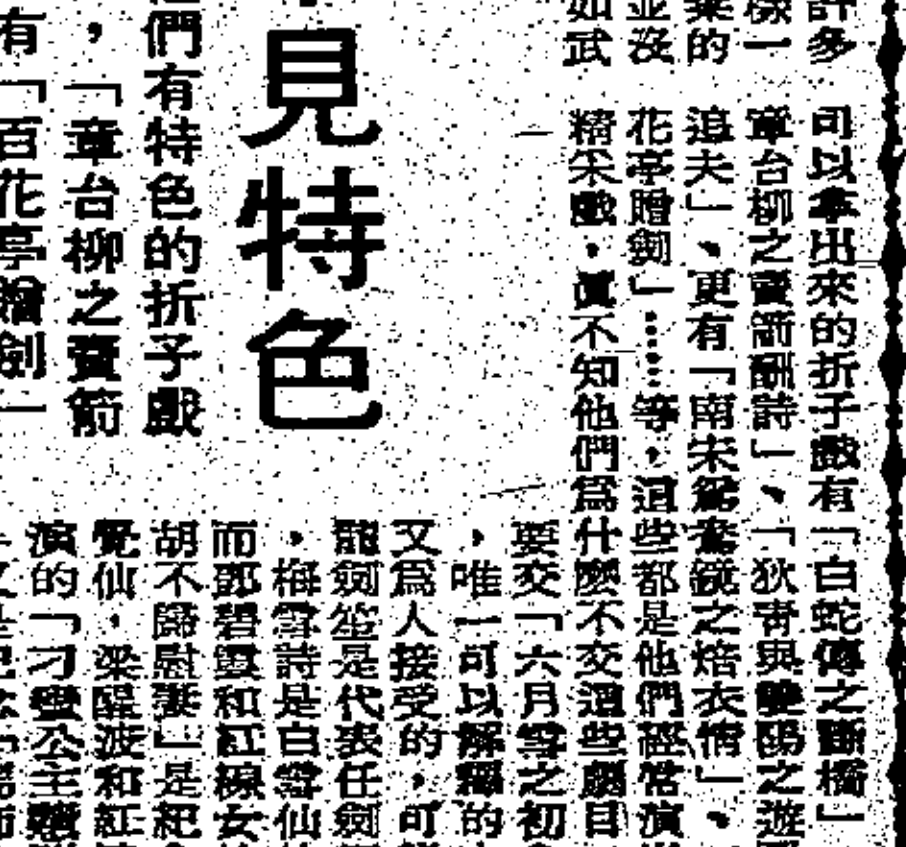 許多
樣一
業的
並沒
如武
司以拿出來的折子戲有「白蛇傳之斷橋」
章台柳之賣箭酬詩」、「狄青與雙陽之遊
追夫」、更有「南宋鴛鴦鏡之焙衣情」、
花亭贈劍」……等，這些都是他們經常演
精釆戲，眞不知他們爲什麼不交這些劇目
要交「六月雪之初
，唯一可以解釋的
又爲人接受的，可
龍劍笙是代表任劍
，梅雪詩是白雪仙
而鄧碧雲和紅線女
胡不歸慰妻」是紀
覺仙，梁醒波和紅
演的「刁蠻公主
見特色
們有特色的折子戲
，「章台柳之賣箭
有「百花亭贈劍」